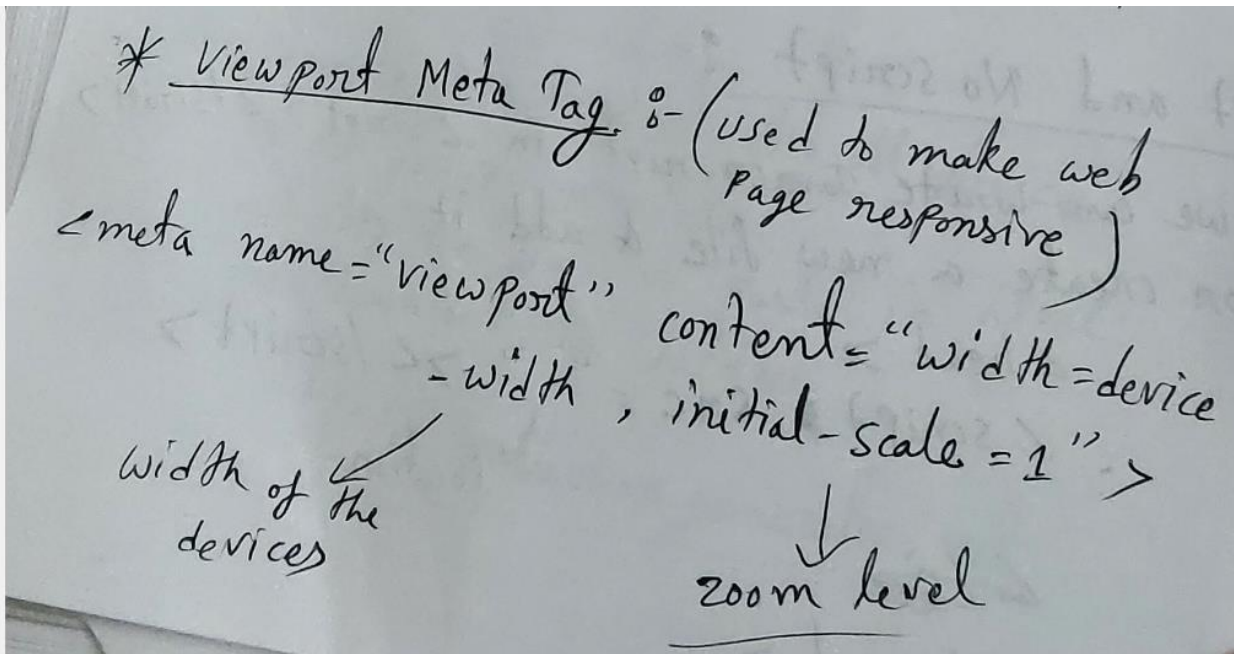 * Viewport Meta Tag :- (used to make web
page responsive)
<meta name="viewport" content="width=device
-width, initial-scale=1">
width of the
devices
zoom level